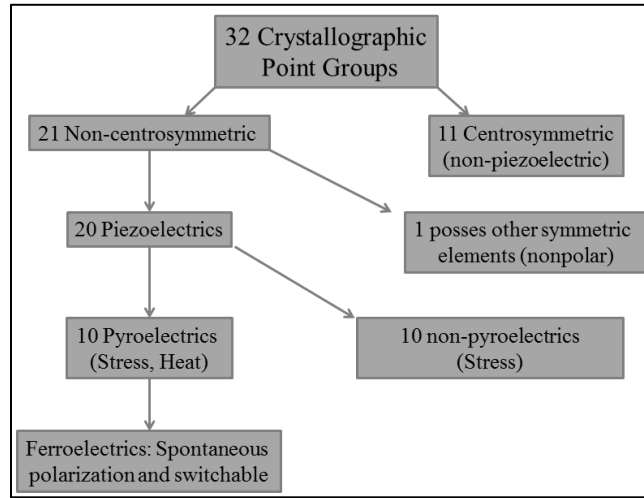 32 Crystallographic
Point Groups
21 Non-centrosymmetric
11 Centrosymmetric
(non-piezoelectric)
20 Piezoelectrics
1 posses other symmetric
elements (nonpolar)
10 Pyroelectrics
(Stress, Heat)
10 non-pyroelectrics
(Stress)
Ferroelectrics: Spontaneous
polarization and switchable